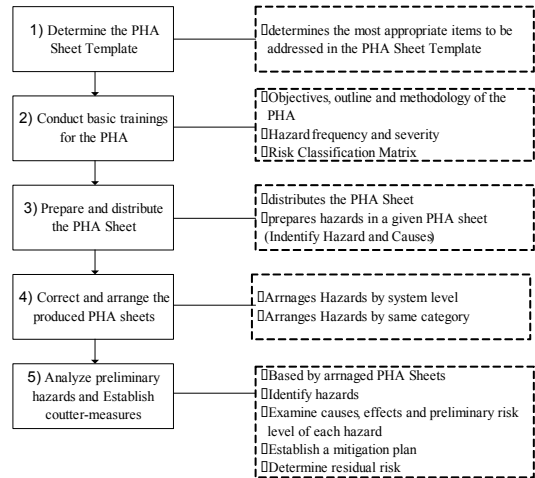 1) Determine the PHA
Sheet Template
▯determines the most appropriate items to be
addressed in the PHA Sheet Template
2) Conduct basic trainings
for the PHA
▯Objectives, outline and methodology of the
PHA
▯Hazard frequency and severity
▯Risk Classification Matrix
3) Prepare and distribute
the PHA Sheet
▯distributes the PHA Sheet
▯prepares hazards in a given PHA sheet
(Indentify Hazard and Causes)
4) Correct and arrange the
produced PHA sheets
▯Arrnages Hazards by system level
▯Arranges Hazards by same category
5) Analyze preliminary
hazards and Establish
coutter-measures
▯Based by arrnaged PHA Sheets
▯Identify hazards
▯Examine causes, effects and preliminary risk
level of each hazard
▯Establish a mitigation plan
▯Determine residual risk